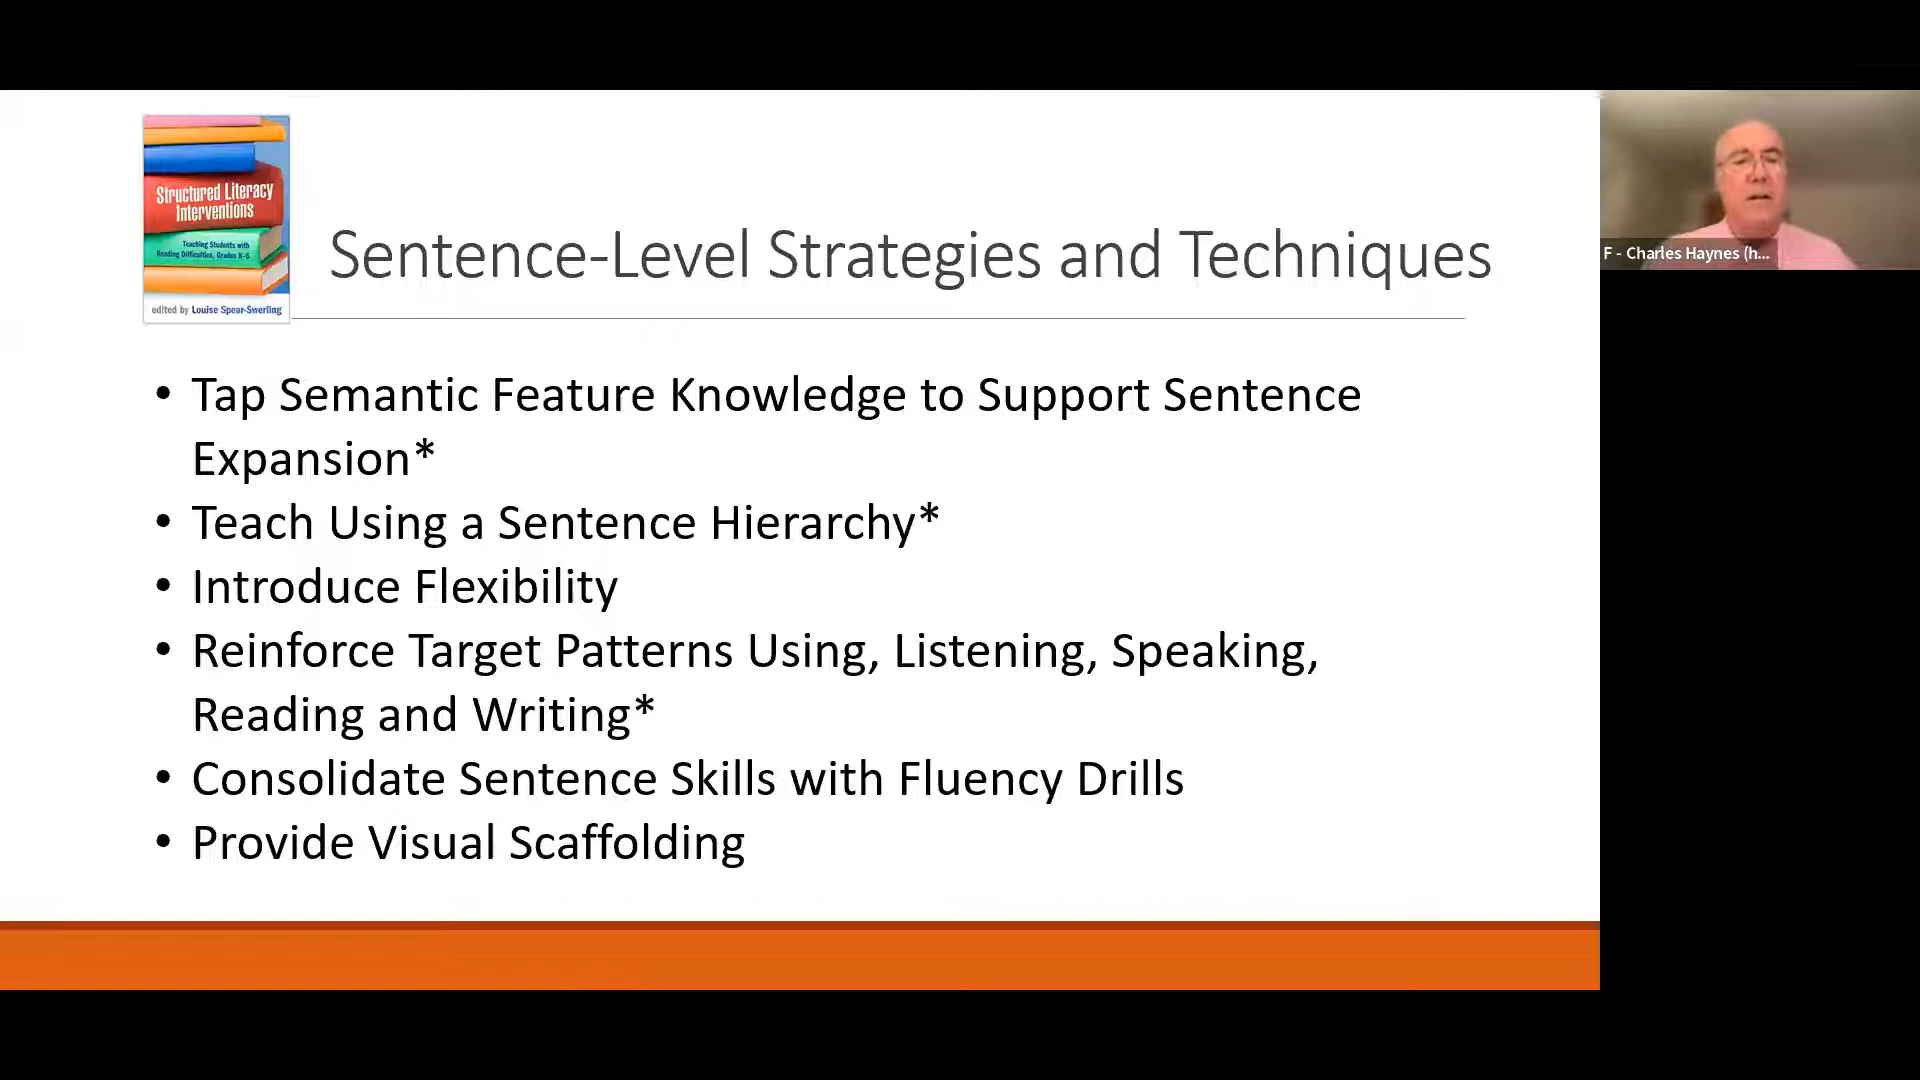 Structured Literacy
Interventions
Teaching Students with
Reading Difficulties, Grades K-6
edited by Louise Spear-Swerling
Sentence-Level Strategies and Techniques
• Tap Semantic Feature Knowledge to Support Sentence
Expansion*
• Teach Using a Sentence Hierarchy*
• Introduce Flexibility
• Reinforce Target Patterns Using, Listening, Speaking,
Reading and Writing*
• Consolidate Sentence Skills with Fluency Drills
• Provide Visual Scaffolding
F - Charles Haynes (h...